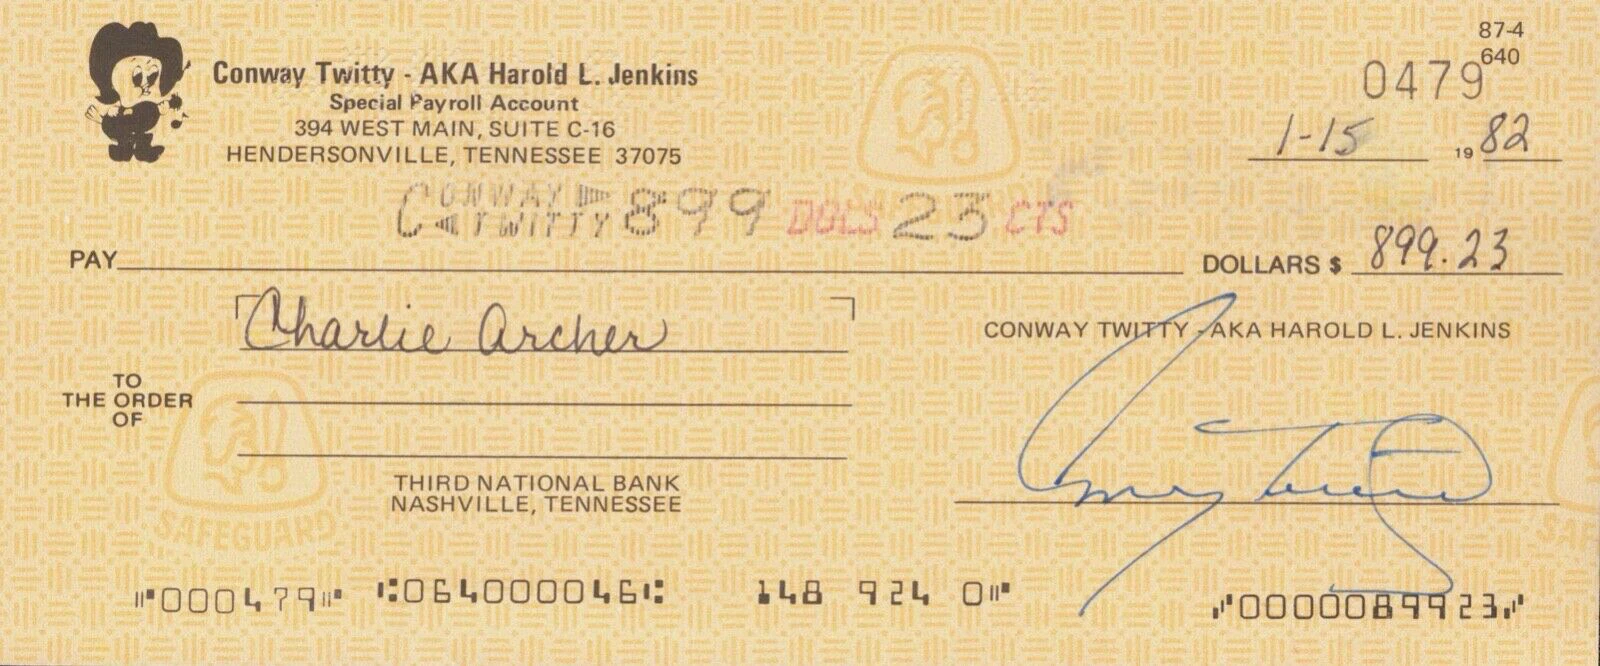 87-4
640
Conway Twitty - AKA Harold L. Jenkins
0479
Special Payroll Account
394 WEST MAIN, SUITE C-16
1-15 19 82
HENDERSONVILLE, TENNESSEE 37075
CONWAY TWITTY 899 DOLS 23 CTS
PAY DOLLARS $ 899.23
Charlie Archer
CONWAY TWITTY - AKA HAROLD L. JENKINS
TO
THE ORDER
OF
Conway Twitty
THIRD NATIONAL BANK
NASHVILLE, TENNESSEE
SAFEGUARD
⑈000479⑈ ⑆064000046⑆ 148 924 0⑈ ⑇0000089923⑇